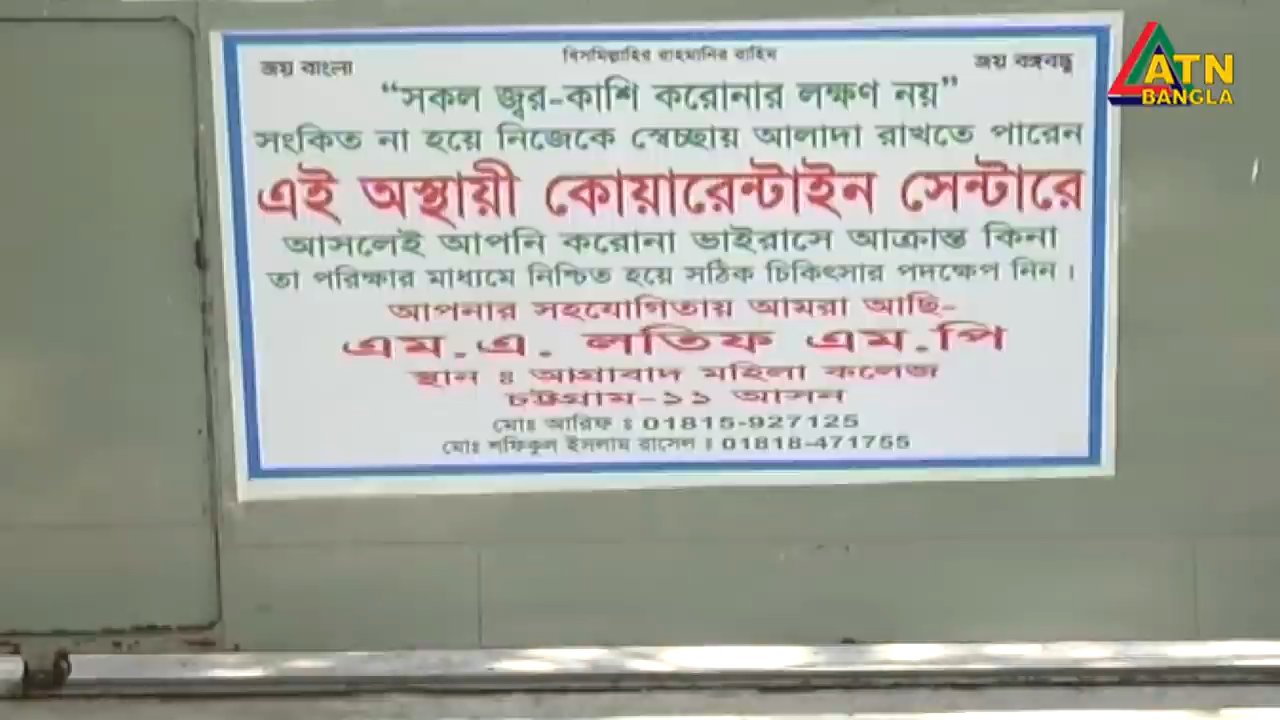 বিসমিল্লাহির রাহমানির রাহিম
জয় বাংলা
জয় বঙ্গবন্ধু
“সকল জ্বর-কাশি করোনার লক্ষণ নয়”
সংকিত না হয়ে নিজেকে স্বেচ্ছায় আলাদা রাখতে পারেন
এই অস্থায়ী কোয়ারেন্টাইন সেন্টারে
আসলেই আপনি করোনা ভাইরাসে আক্রান্ত কিনা
তা পরিক্ষার মাধ্যমে নিশ্চিত হয়ে সঠিক চিকিৎসার পদক্ষেপ নিন।
আপনার সহযোগিতায় আমরা আছি-
এম.এ. লতিফ এম.পি
স্থান ঃ আগ্রাবাদ মহিলা কলেজ
চট্টগ্রাম-১১ আসন
মোঃ আরিফ : 01815-927125
মোঃ শফিকুল ইসলাম রাসেল : 01818-471755
ATN
BANGLA